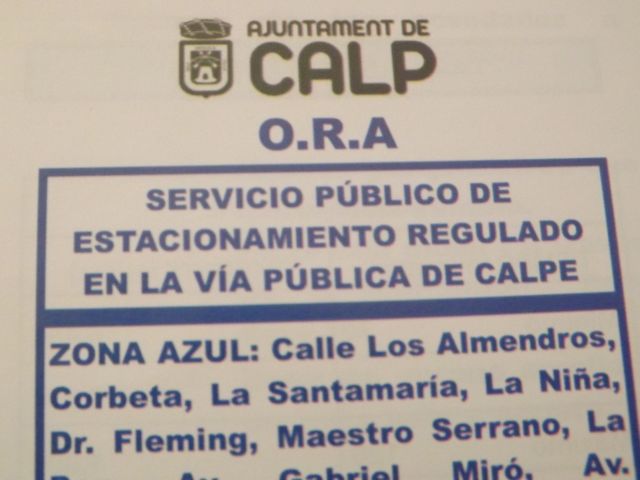 AJUNTAMENT DE
CALP
O.R.A
SERVICIO PÚBLICO DE
ESTACIONAMIENTO REGULADO
EN LA VÍA PÚBLICA DE CALPE
ZONA AZUL: Calle Los Almendros,
Corbeta, La Santamaría, La Niña,
Dr. Fleming, Maestro Serrano, La
Av. Gabriel Miró, Av.